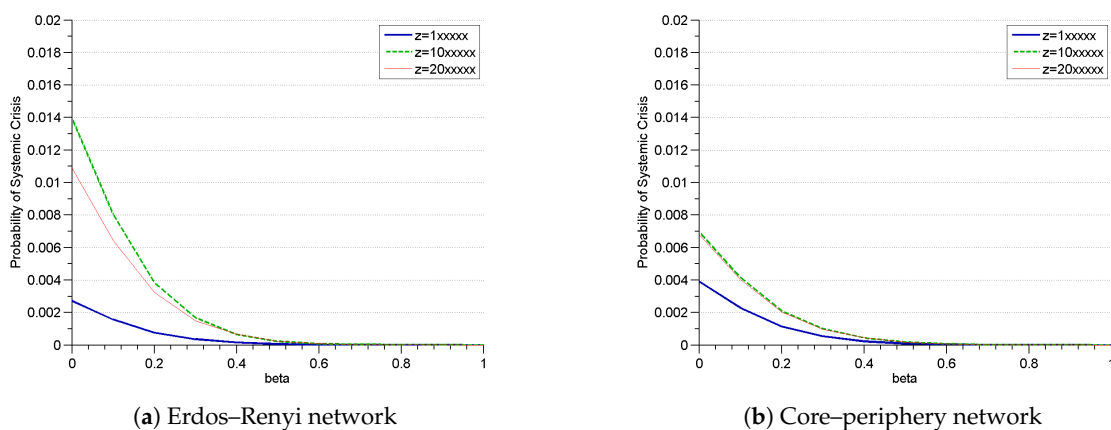 0.02
0.018
0.016
0.014
0.012
0.01
0.008
0.006
0.004
0.002
0
Probability of Systemic Crisis
z=1xxxxx
z=10xxxxx
z=20xxxxx
0 0.2 0.4 0.6 0.8 1
beta
(a) Erdos–Renyi network
0.02
0.018
0.016
0.014
0.012
0.01
0.008
0.006
0.004
0.002
0
Probability of Systemic Crisis
z=1xxxxx
z=10xxxxx
z=20xxxxx
0 0.2 0.4 0.6 0.8 1
beta
(b) Core–periphery network